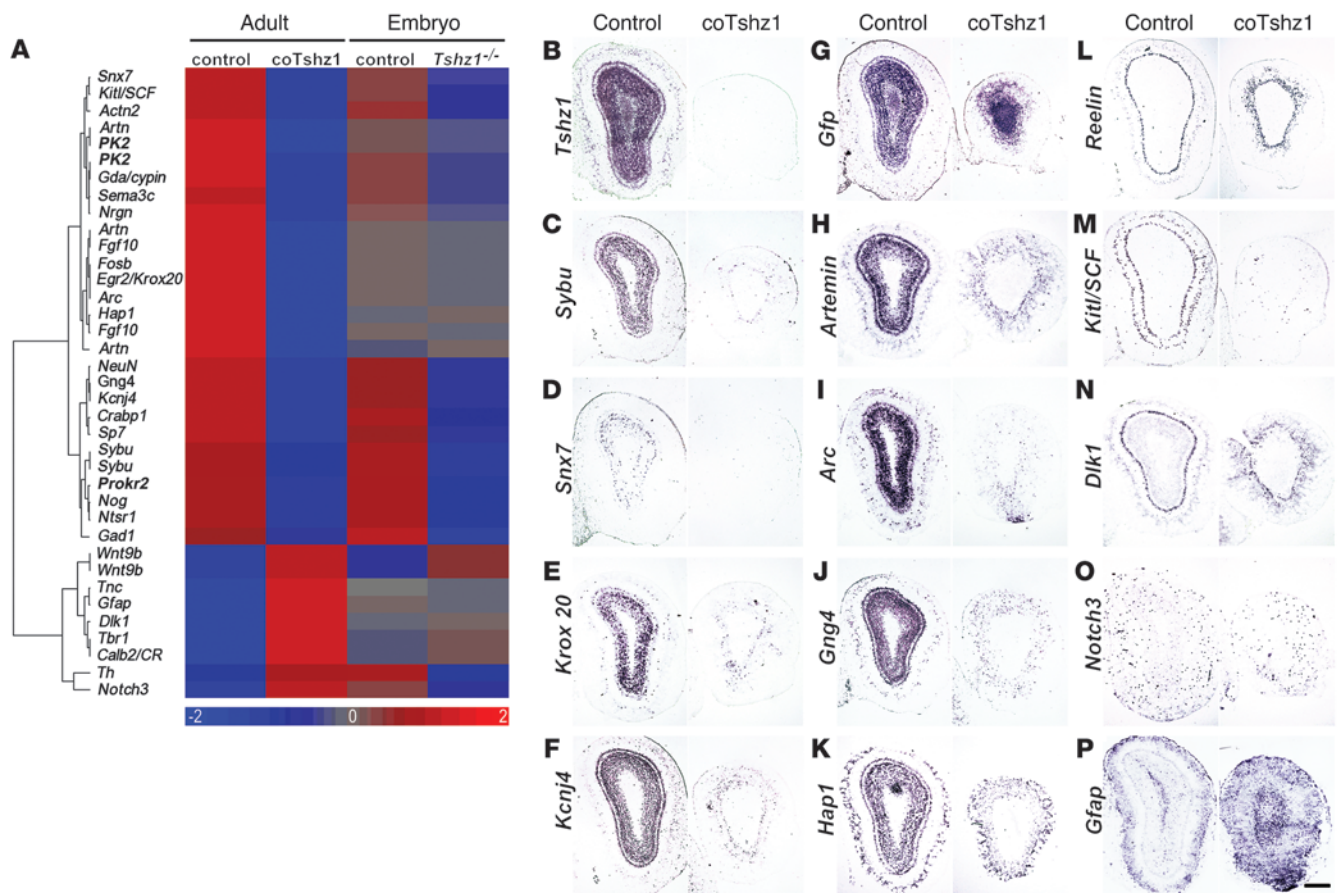 A
Adult
Embryo
control
coTshz1
control
Tshz1-/-
Snx7
Kitl/SCF
Actn2
Artn
PK2
PK2
Gda/cypin
Sema3c
Nrgn
Artn
Fgf10
Fosb
Egr2/Krox20
Arc
Hap1
Fgf10
Artn
NeuN
Gng4
Kcnj4
Crabp1
Sp7
Sybu
Sybu
Prokr2
Nog
Ntsr1
Gad1
Wnt9b
Wnt9b
Tnc
Gfap
Dlk1
Tbr1
Calb2/CR
Th
Notch3
-2
0
2
Control
coTshz1
B
Tshz1
C
Sybu
D
Snx7
E
Krox 20
F
Kcnj4
Control
coTshz1
G
Gfp
H
Artemin
I
Arc
J
Gng4
K
Hap1
Control
coTshz1
L
Reelin
M
Kitl/SCF
N
Dlk1
O
Notch3
P
Gfap